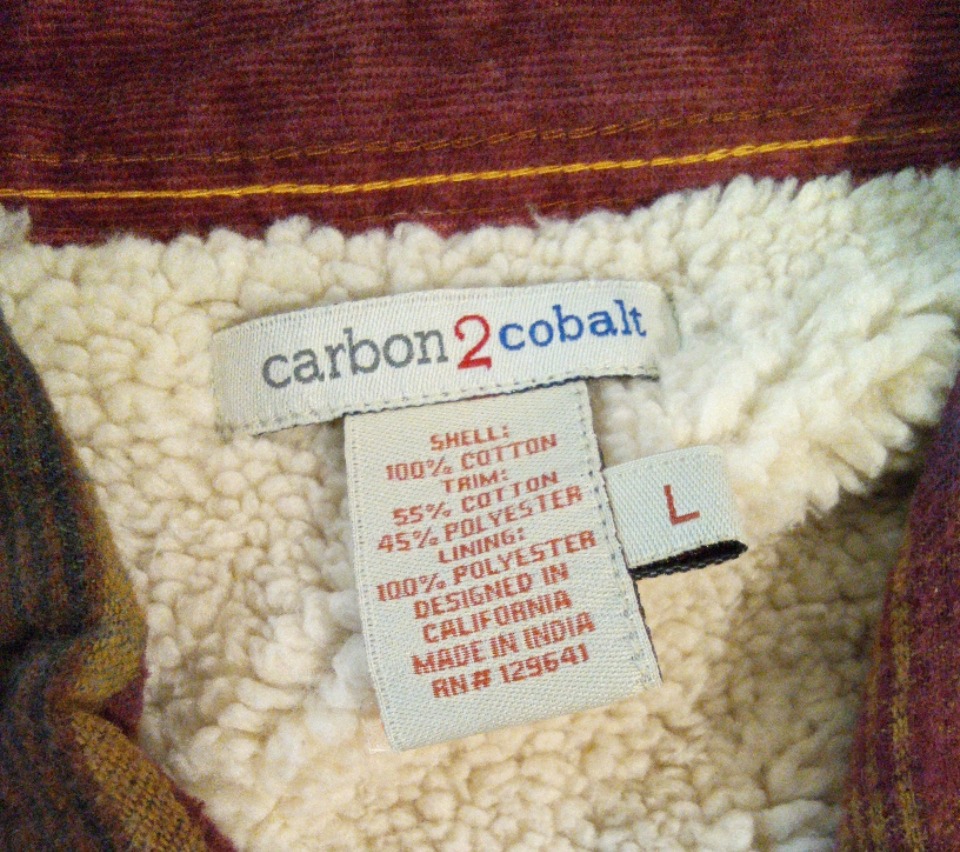 carbon2cobalt
SHELL:
100% COTTON
TRIM:
55% COTTON
45% POLYESTER
LINING:
100% POLYESTER
DESIGNED IN
CALIFORNIA
MADE IN INDIA
RN# 129641
L